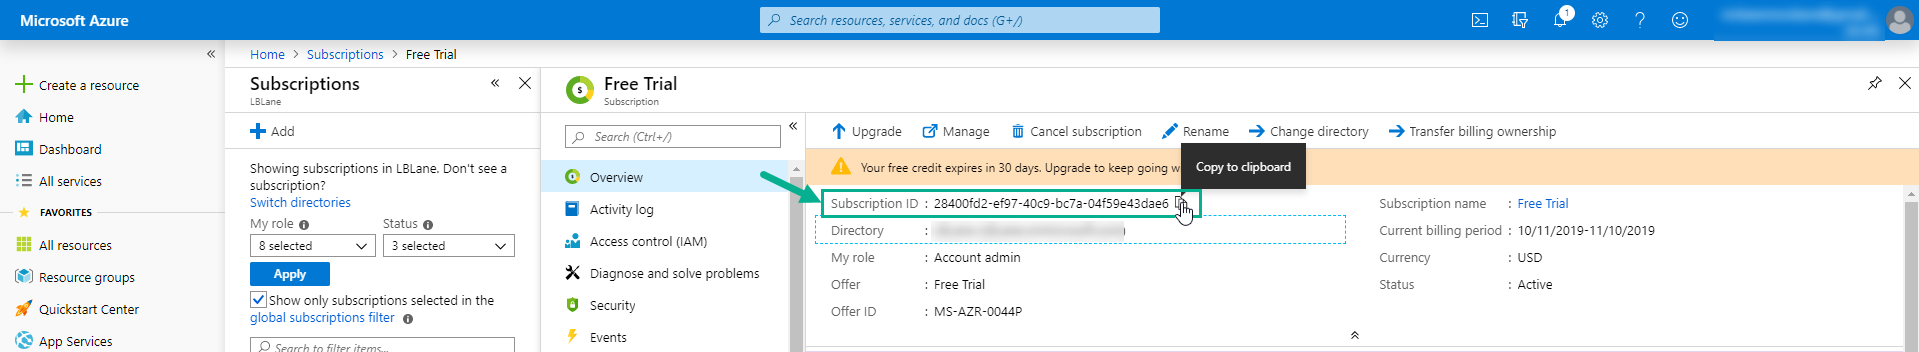 Microsoft Azure
Search resources, services, and docs (G+/)
1
Home > Subscriptions > Free Trial
Create a resource
Home
Dashboard
All services
FAVORITES
All resources
Resource groups
Quickstart Center
App Services
Subscriptions
LBLane
Add
Showing subscriptions in LBLane. Don't see a
subscription?
Switch directories
My role
Status
8 selected
3 selected
Apply
Show only subscriptions selected in the
global subscriptions filter
Search to filter items...
Free Trial
Subscription
Search (Ctrl+/)
Overview
Activity log
Access control (IAM)
Diagnose and solve problems
Security
Events
Upgrade
Manage
Cancel subscription
Rename
Change directory
Transfer billing ownership
Your free credit expires in 30 days. Upgrade to keep going
Copy to clipboard
Subscription ID : 28400fd2-ef97-40c9-bc7a-04f59e43dae6
Directory :
My role : Account admin
Offer : Free Trial
Offer ID : MS-AZR-0044P
Subscription name : Free Trial
Current billing period : 10/11/2019-11/10/2019
Currency : USD
Status : Active